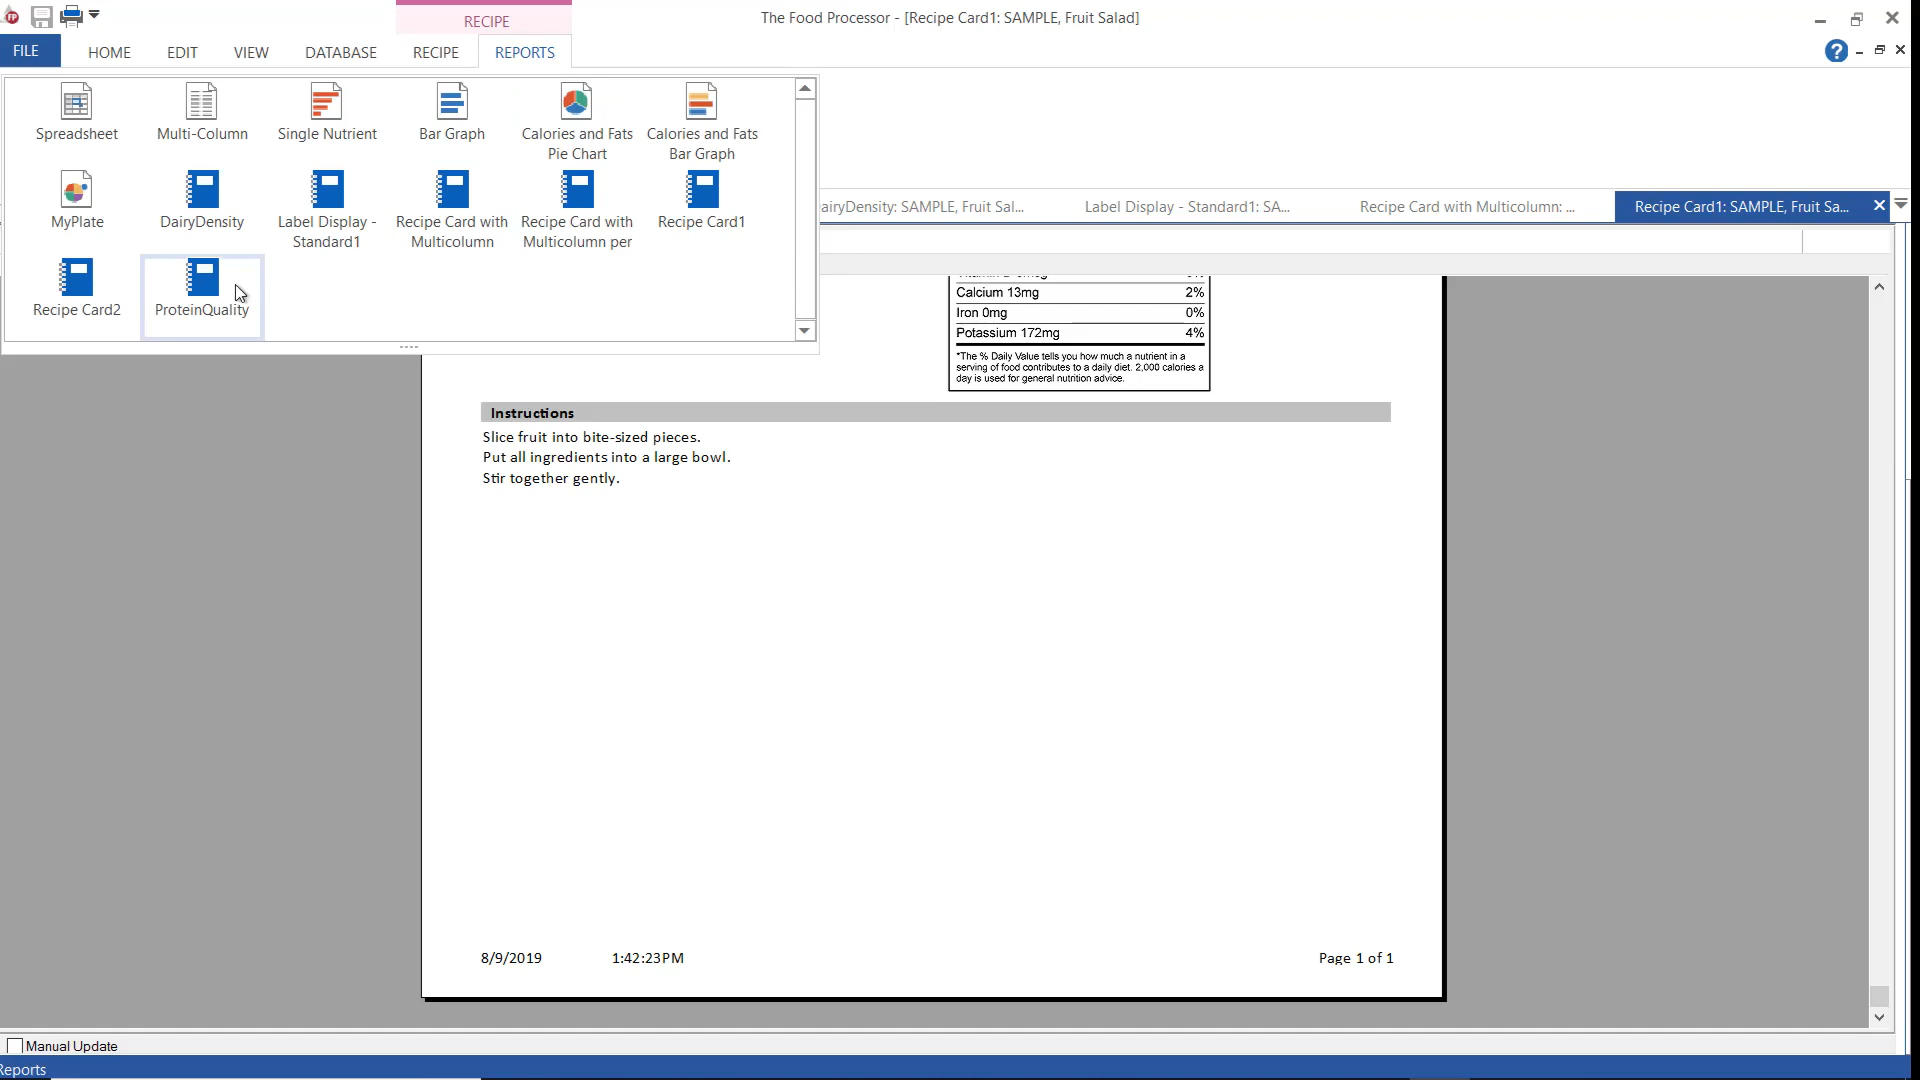 RECIPE
The Food Processor - [Recipe Card1: SAMPLE, Fruit Salad]
FILE HOME EDIT VIEW DATABASE RECIPE REPORTS
?
Spreadsheet
Multi-Column
Single Nutrient
Bar Graph
Calories and Fats
Pie Chart
Calories and Fats
Bar Graph
MyPlate
DairyDensity
Label Display -
Standard1
Recipe Card with
Multicolumn
Recipe Card with
Multicolumn per
Recipe Card1
Recipe Card2
ProteinQuality
airyDensity: SAMPLE, Fruit Sal...
Label Display - Standard1: SA...
Recipe Card with Multicolumn: ...
Recipe Card1: SAMPLE, Fruit Sa...
Calcium 13mg 2%
Iron 0mg 0%
Potassium 172mg 4%
*The % Daily Value tells you how much a nutrient in a
serving of food contributes to a daily diet. 2,000 calories a
day is used for general nutrition advice.
Instructions
Slice fruit into bite-sized pieces.
Put all ingredients into a large bowl.
Stir together gently.
8/9/2019 1:42:23PM Page 1 of 1
Manual Update
Reports